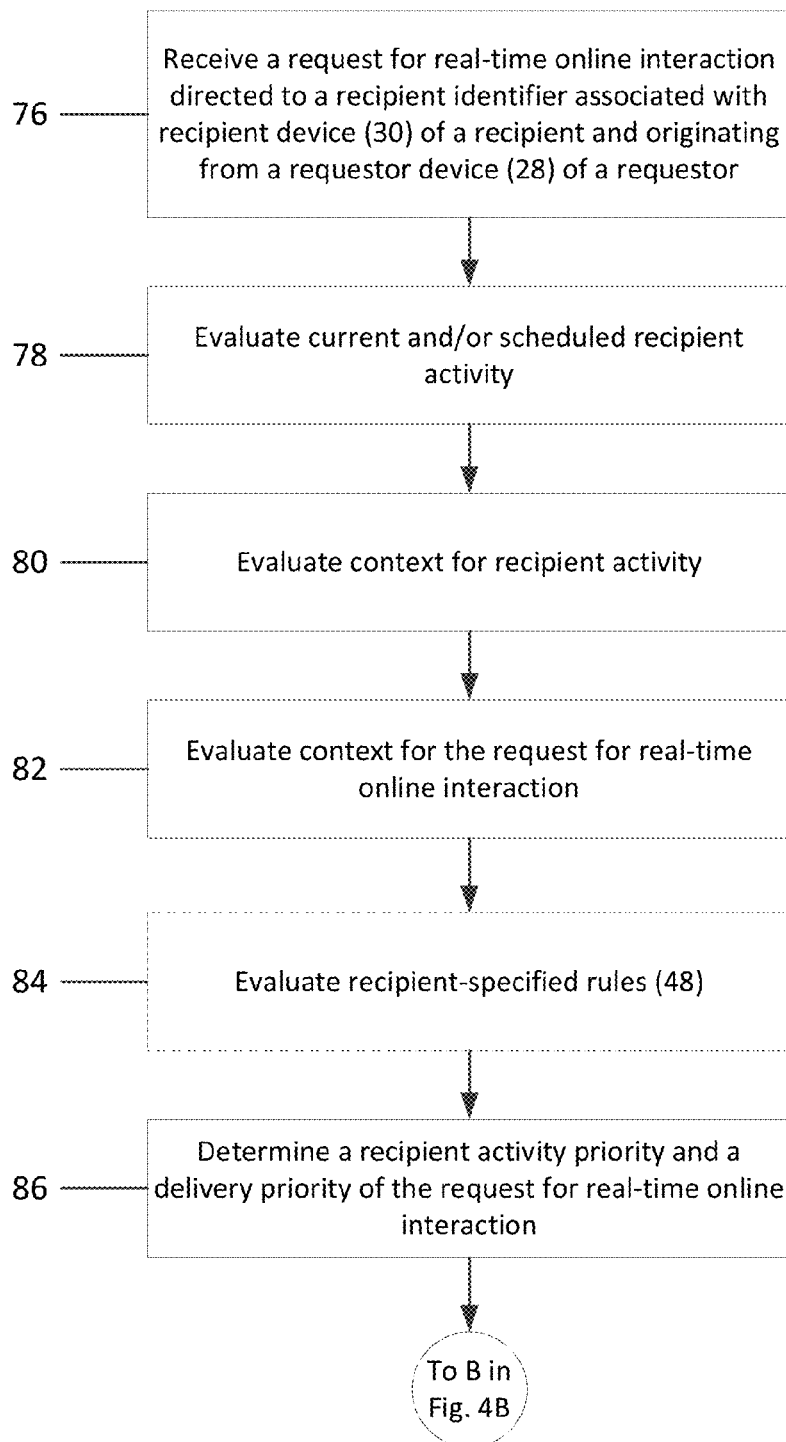 76
Receive a request for real-time online interaction
directed to a recipient identifier associated with
recipient device (30) of a recipient and originating
from a requestor device (28) of a requestor
78
Evaluate current and/or scheduled recipient
activity
80
Evaluate context for recipient activity
82
Evaluate context for the request for real-time
online interaction
84
Evaluate recipient-specified rules (48)
86
Determine a recipient activity priority and a
delivery priority of the request for real-time online
interaction
To B in
Fig. 4B